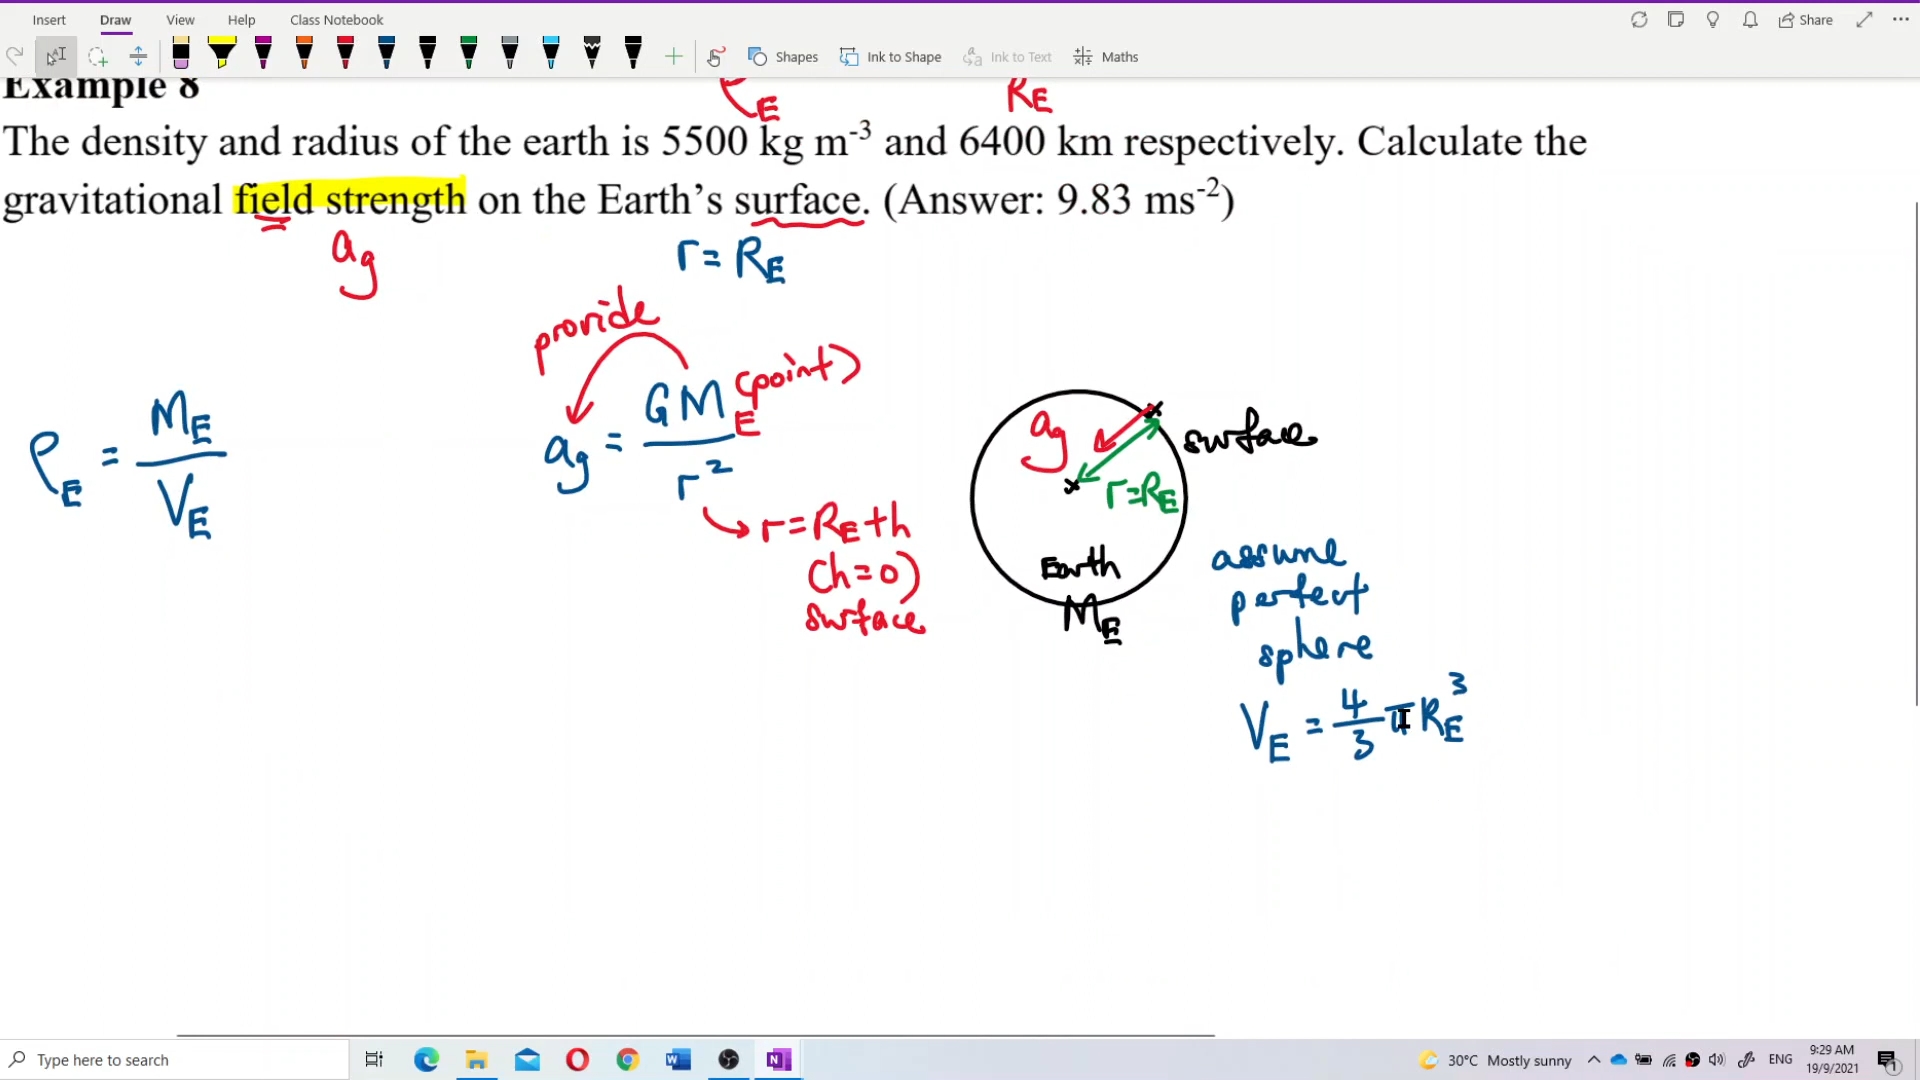 Insert Draw View Help Class Notebook Share
Shapes Ink to Shape Ink to Text Maths
Example 8
ρE RE
The density and radius of the earth is 5500 kg m⁻³ and 6400 km respectively. Calculate the
gravitational field strength on the Earth's surface. (Answer: 9.83 ms⁻²)
ag
r = RE
provide
ρE = ME / VE
ag = GME / r²
(point)
r = RE + h
(h = 0)
surface
ag
surface
r = RE
Earth
ME
assume
perfect
sphere
VE = 4/3 π RE³
Type here to search
30°C Mostly sunny
ENG
9:29 AM
19/9/2021
1